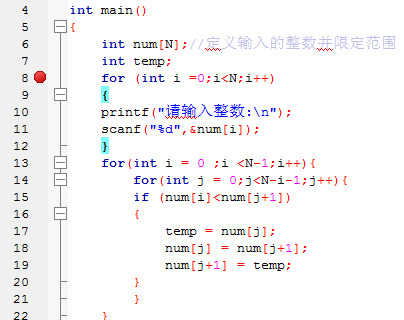 4 int main()
5 {
6 int num[N];//定义输入的整数并限定范围
7 int temp;
8 for (int i =0;i<N;i++)
9 {
10 printf("请输入整数:\n");
11 scanf("%d",&num[i]);
12 }
13 for(int i = 0 ;i <N-1;i++){
14 for(int j = 0;j<N-i-1;j++){
15 if (num[i]<num[j+1])
16 {
17 temp = num[j];
18 num[j] = num[j+1];
19 num[j+1] = temp;
20 }
21 }
22 }